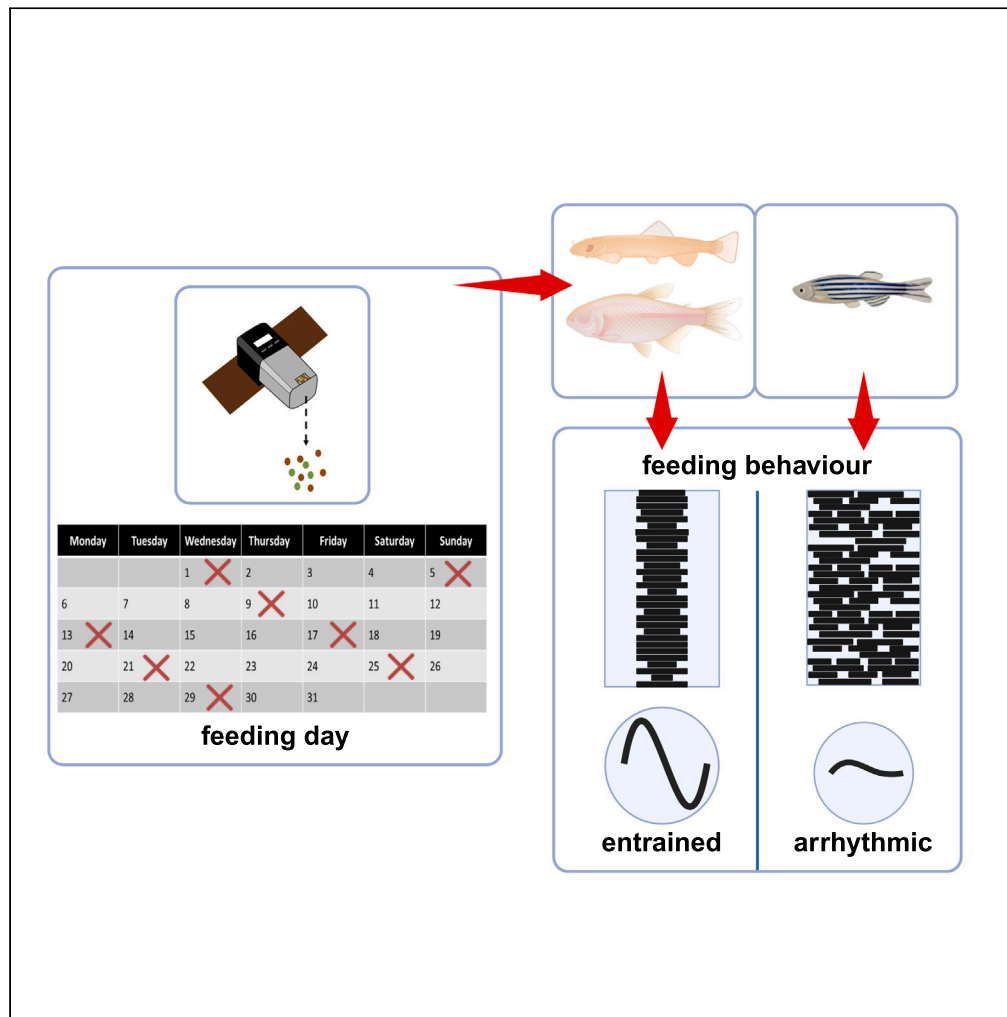 Monday Tuesday Wednesday Thursday Friday Saturday Sunday
1 2 3 4 5
6 7 8 9 10 11 12
13 14 15 16 17 18 19
20 21 22 23 24 25 26
27 28 29 30 31
feeding day
feeding behaviour
entrained arrhythmic